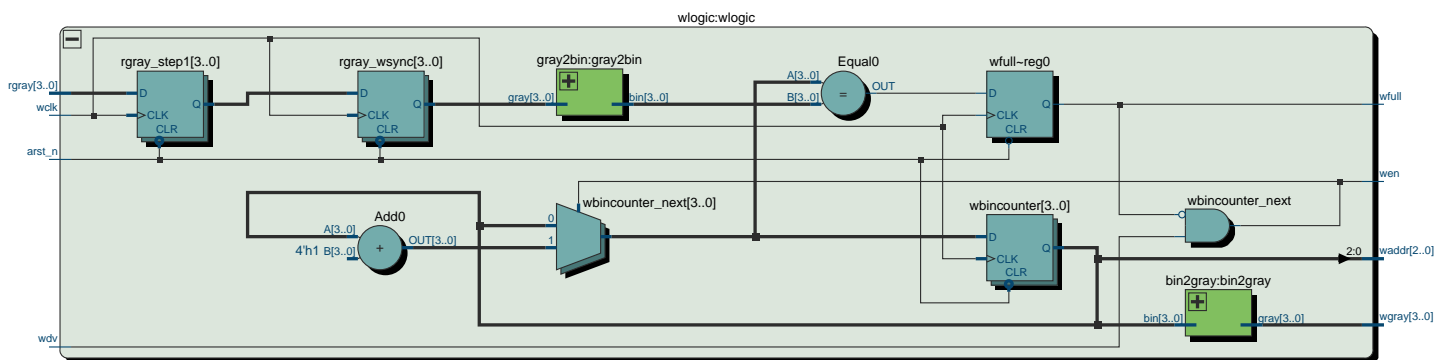 wlogic:wlogic
rgray_step1[3..0]
rgray_wsync[3..0]
gray2bin:gray2bin
Equal0
wfull~reg0
rgray[3..0]
D
Q
CLK
CLR
D
Q
CLK
CLR
gray[3..0]
bin[3..0]
A[3..0]
B[3..0]
=
OUT
D
Q
CLK
CLR
wfull
wclk
arst_n
wen
wbincounter_next[3..0]
wbincounter[3..0]
wbincounter_next
Add0
A[3..0]
4'h1 B[3..0]
+
OUT[3..0]
0
1
D
Q
CLK
CLR
2:0
waddr[2..0]
bin2gray:bin2gray
bin[3..0]
gray[3..0]
wgray[3..0]
wdv